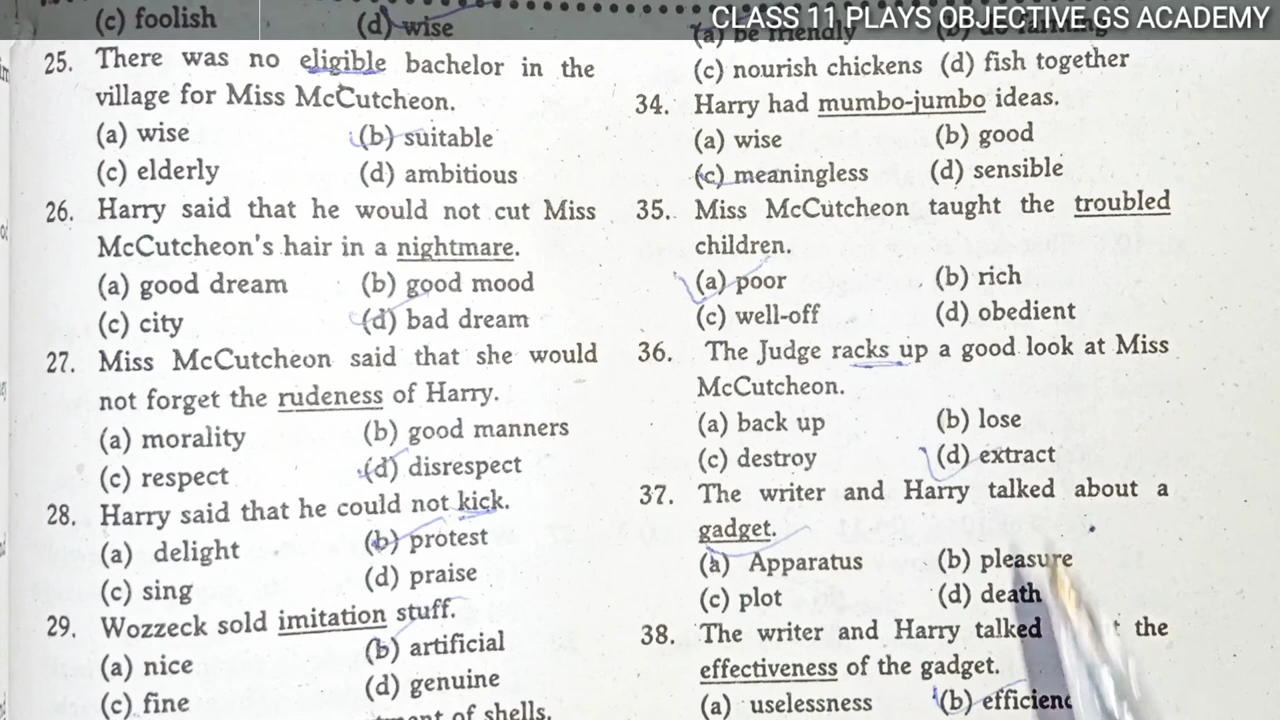 CLASS 11 PLAYS OBJECTIVE GS ACADEMY
(c) foolish (d) wise
25. There was no eligible bachelor in the
village for Miss McCutcheon.
(a) wise (b) suitable
(c) elderly (d) ambitious
26. Harry said that he would not cut Miss
McCutcheon's hair in a nightmare.
(a) good dream (b) good mood
(c) city (d) bad dream
27. Miss McCutcheon said that she would
not forget the rudeness of Harry.
(a) morality (b) good manners
(c) respect (d) disrespect
28. Harry said that he could not kick.
(a) delight (b) protest
(c) sing (d) praise
29. Wozzeck sold imitation stuff.
(a) nice (b) artificial
(c) fine (d) genuine
of shells.
(a) be friendly (b) do farming
(c) nourish chickens (d) fish together
34. Harry had mumbo-jumbo ideas.
(a) wise (b) good
(c) meaningless (d) sensible
35. Miss McCutcheon taught the troubled
children.
(a) poor (b) rich
(c) well-off (d) obedient
36. The Judge racks up a good look at Miss
McCutcheon.
(a) back up (b) lose
(c) destroy (d) extract
37. The writer and Harry talked about a
gadget.
(a) Apparatus (b) pleasure
(c) plot (d) death
38. The writer and Harry talked the
effectiveness of the gadget.
(a) uselessness (b)